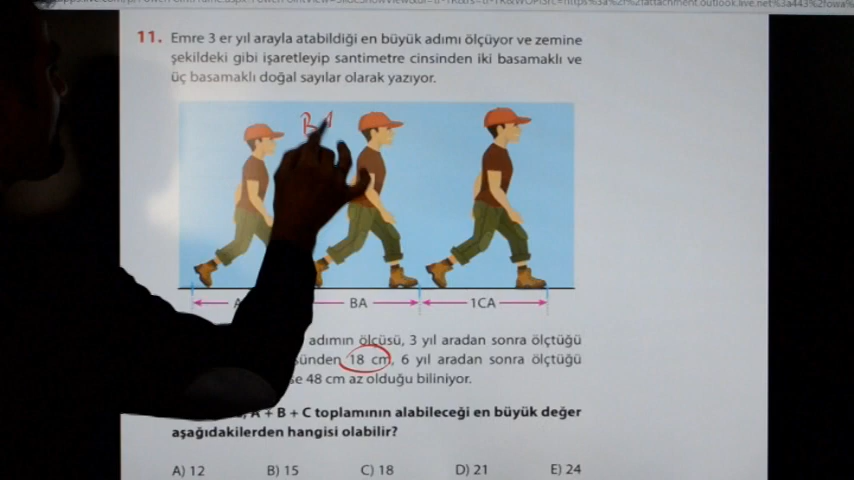 11. Emre 3 er yıl arayla atabildiği en büyük adımı ölçüyor ve zemine
şekildeki gibi işaretleyip santimetre cinsinden iki basamaklı ve
üç basamaklı doğal sayılar olarak yazıyor.
BA
1CA
adımın ölçüsü, 3 yıl aradan sonra ölçtüğü
18 cm, 6 yıl aradan sonra ölçtüğü
48 cm az olduğu biliniyor.
A + B + C toplamının alabileceği en büyük değer
aşağıdakilerden hangisi olabilir?
A) 12 B) 15 C) 18 D) 21 E) 24